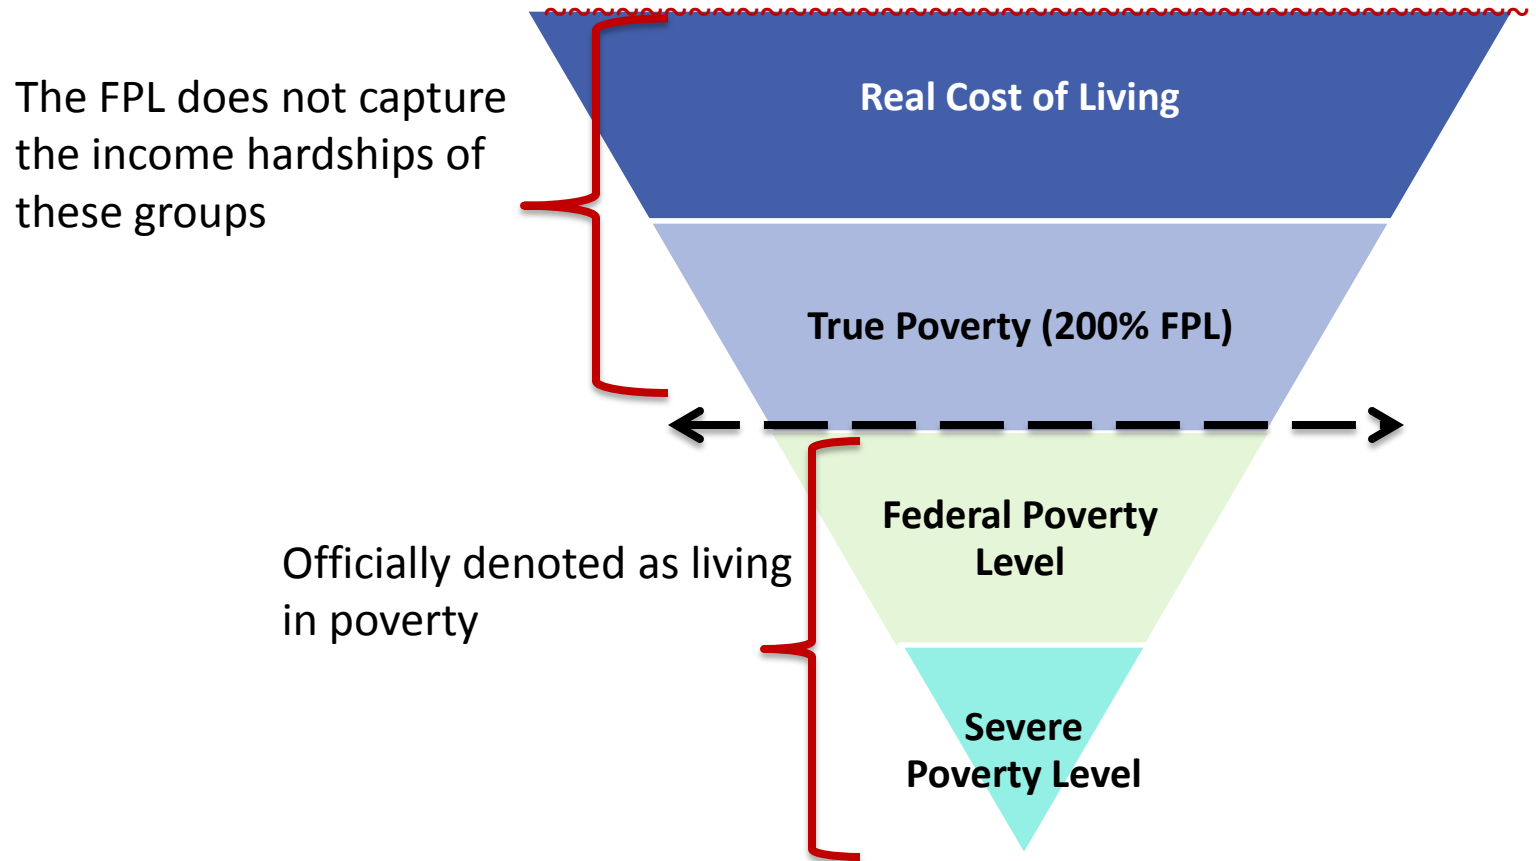 The FPL does not capture
the income hardships of
these groups
Real Cost of Living
True Poverty (200% FPL)
Officially denoted as living
in poverty
Federal Poverty
Level
Severe
Poverty Level